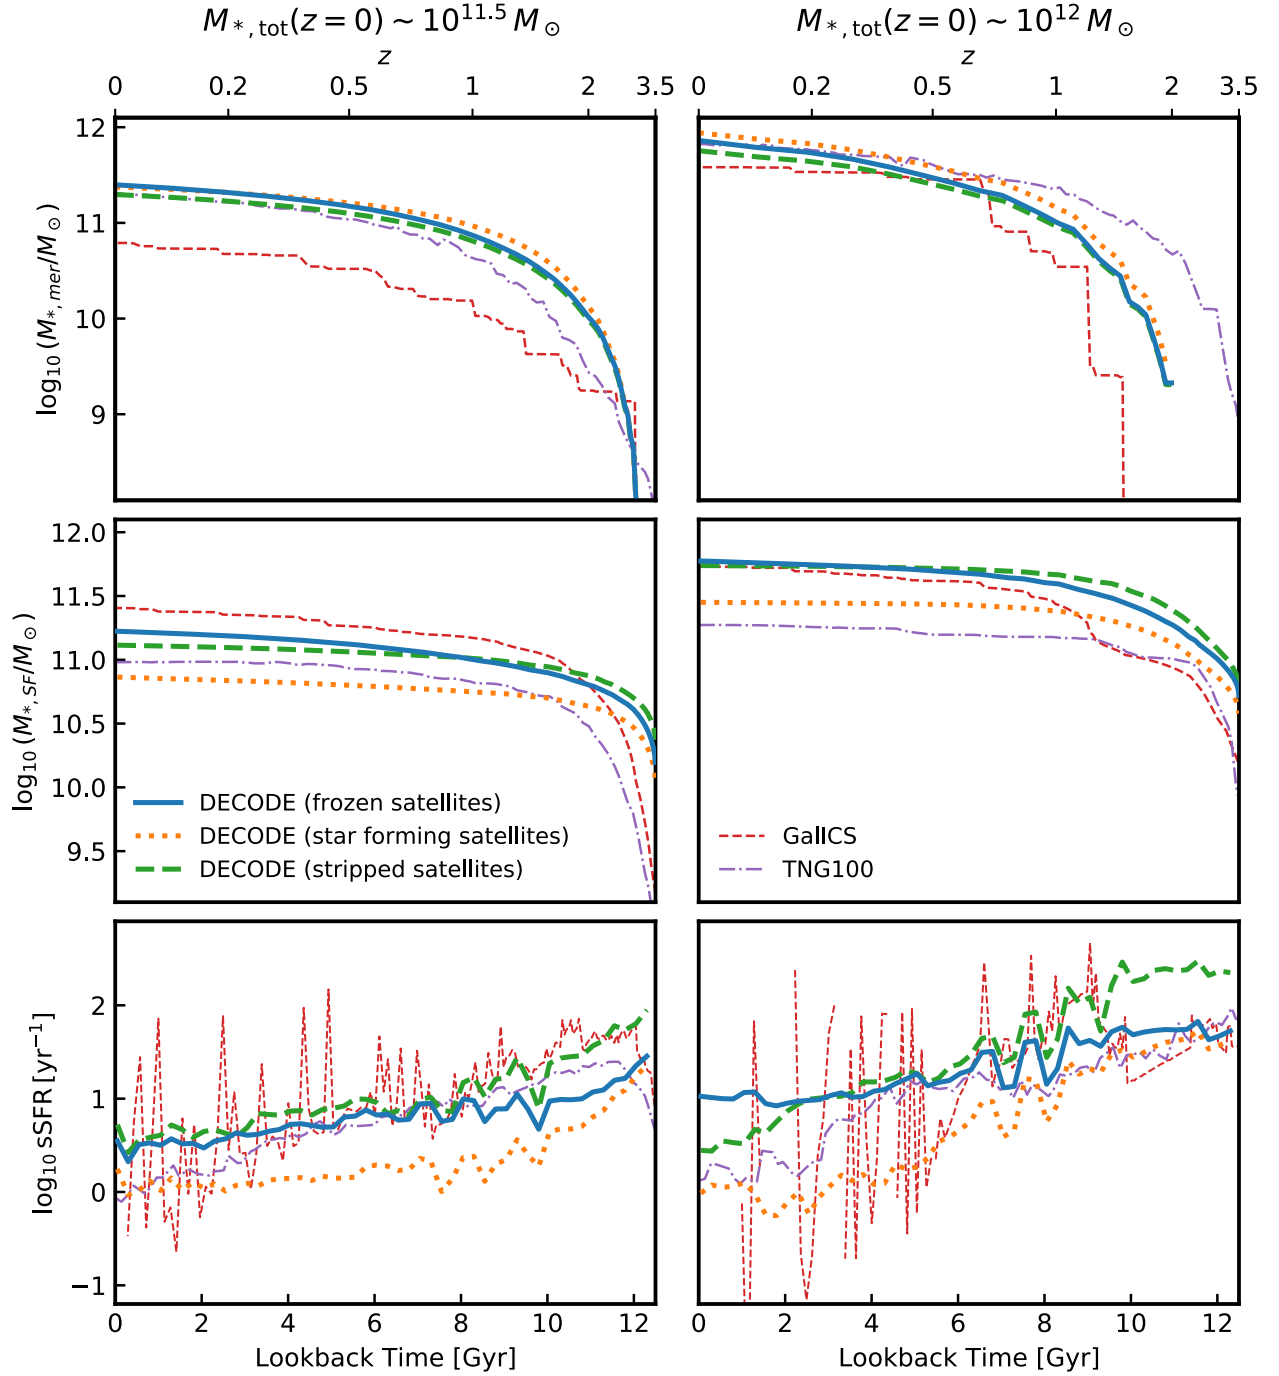 M*,tot(z = 0) ~ 10^11.5 M⊙ M*,tot(z = 0) ~ 10^12 M⊙
z z
0 0.2 0.5 1 2 3.5 0 0.2 0.5 1 2 3.5
log10 (M*,mer/M⊙)
12
11
10
9
log10 (M*,SF/M⊙)
12.0
11.5
11.0
10.5
10.0
9.5
DECODE (frozen satellites)
DECODE (star forming satellites)
DECODE (stripped satellites)
GalICS
TNG100
log10 sSFR [yr−1]
2
1
0
−1
0 2 4 6 8 10 12 0 2 4 6 8 10 12
Lookback Time [Gyr] Lookback Time [Gyr]